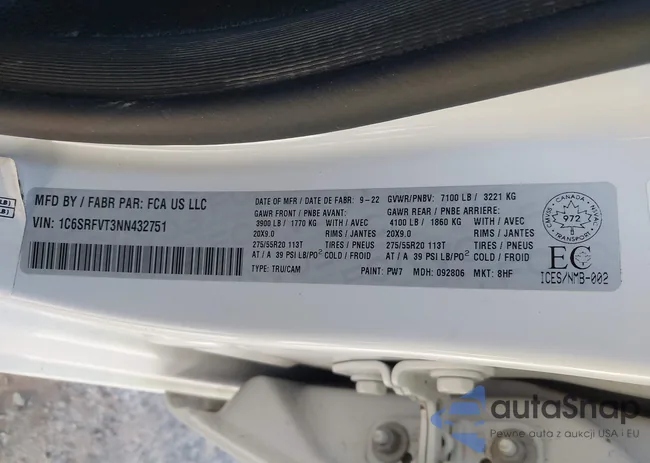 MFD BY / FABR PAR: FCA US LLC
VIN: 1C6SRFVT3NN432751
DATE OF MFR / DATE DE FABR: 9-22
GAWR FRONT / PNBE AVANT:
3900 LB / 1770 KG WITH / AVEC
20X9.0 RIMS / JANTES
275/55R20 113T TIRES / PNEUS
AT / A 39 PSI LB/PO² COLD / FROID
TYPE: TRU/CAM
GVWR/PNBV: 7100 LB / 3221 KG
GAWR REAR / PNBE ARRIERE:
4100 LB / 1860 KG WITH / AVEC
20X9.0 RIMS / JANTES
275/55R20 113T TIRES / PNEUS
AT / A 39 PSI LB/PO² COLD / FROID
PAINT: PW7 MDH: 092806 MKT: 8HF
CMVSS - CANADA - NVAC
972
TRANSPORT
EC
ICES/NMB-002
autoSnap
Pewne auta z aukcji USA i EU